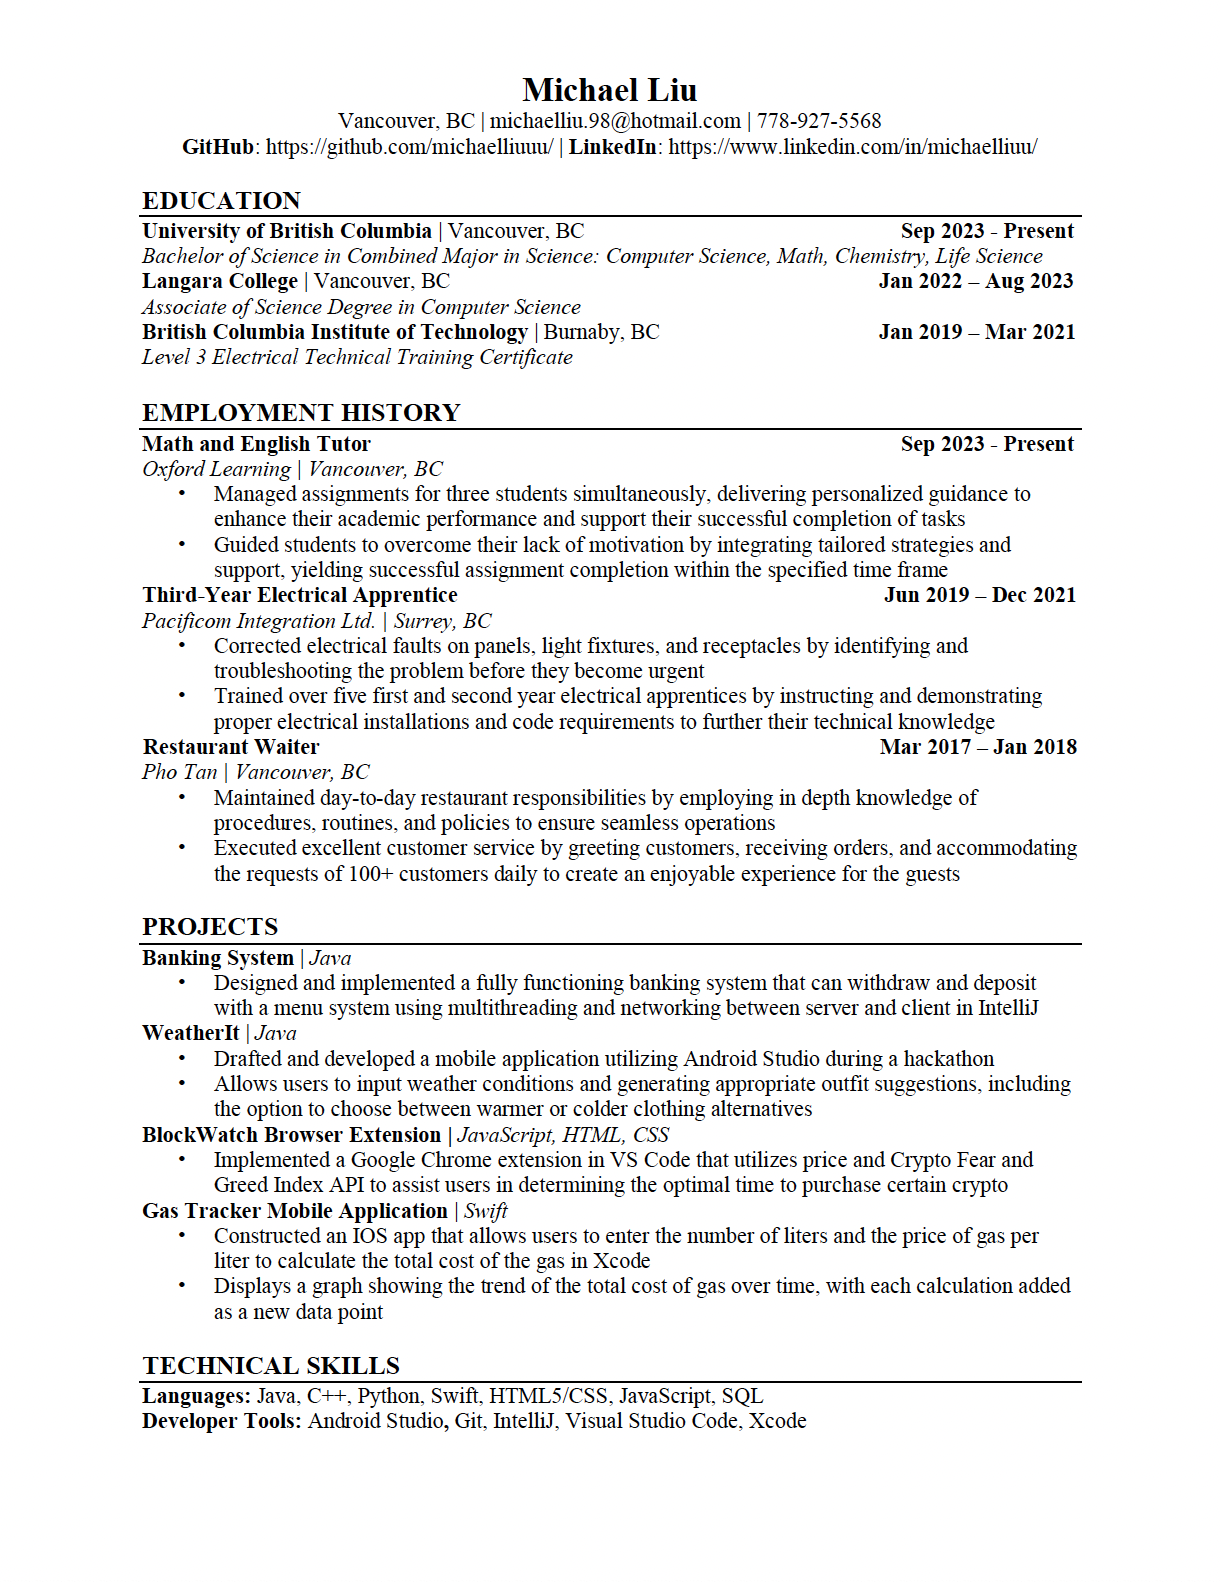 Michael Liu
Vancouver, BC | michaelliu.98@hotmail.com | 778-927-5568
GitHub: https://github.com/michaelliuuu/ | LinkedIn: https://www.linkedin.com/in/michaelliuu/
EDUCATION
University of British Columbia | Vancouver, BC Sep 2023 - Present
Bachelor of Science in Combined Major in Science: Computer Science, Math, Chemistry, Life Science
Langara College | Vancouver, BC Jan 2022 – Aug 2023
Associate of Science Degree in Computer Science
British Columbia Institute of Technology | Burnaby, BC Jan 2019 – Mar 2021
Level 3 Electrical Technical Training Certificate
EMPLOYMENT HISTORY
Math and English Tutor Sep 2023 - Present
Oxford Learning | Vancouver, BC
• Managed assignments for three students simultaneously, delivering personalized guidance to
enhance their academic performance and support their successful completion of tasks
• Guided students to overcome their lack of motivation by integrating tailored strategies and
support, yielding successful assignment completion within the specified time frame
Third-Year Electrical Apprentice Jun 2019 – Dec 2021
Pacificom Integration Ltd. | Surrey, BC
• Corrected electrical faults on panels, light fixtures, and receptacles by identifying and
troubleshooting the problem before they become urgent
• Trained over five first and second year electrical apprentices by instructing and demonstrating
proper electrical installations and code requirements to further their technical knowledge
Restaurant Waiter Mar 2017 – Jan 2018
Pho Tan | Vancouver, BC
• Maintained day-to-day restaurant responsibilities by employing in depth knowledge of
procedures, routines, and policies to ensure seamless operations
• Executed excellent customer service by greeting customers, receiving orders, and accommodating
the requests of 100+ customers daily to create an enjoyable experience for the guests
PROJECTS
Banking System | Java
• Designed and implemented a fully functioning banking system that can withdraw and deposit
with a menu system using multithreading and networking between server and client in IntelliJ
WeatherIt | Java
• Drafted and developed a mobile application utilizing Android Studio during a hackathon
• Allows users to input weather conditions and generating appropriate outfit suggestions, including
the option to choose between warmer or colder clothing alternatives
BlockWatch Browser Extension | JavaScript, HTML, CSS
• Implemented a Google Chrome extension in VS Code that utilizes price and Crypto Fear and
Greed Index API to assist users in determining the optimal time to purchase certain crypto
Gas Tracker Mobile Application | Swift
• Constructed an IOS app that allows users to enter the number of liters and the price of gas per
liter to calculate the total cost of the gas in Xcode
• Displays a graph showing the trend of the total cost of gas over time, with each calculation added
as a new data point
TECHNICAL SKILLS
Languages: Java, C++, Python, Swift, HTML5/CSS, JavaScript, SQL
Developer Tools: Android Studio, Git, IntelliJ, Visual Studio Code, Xcode